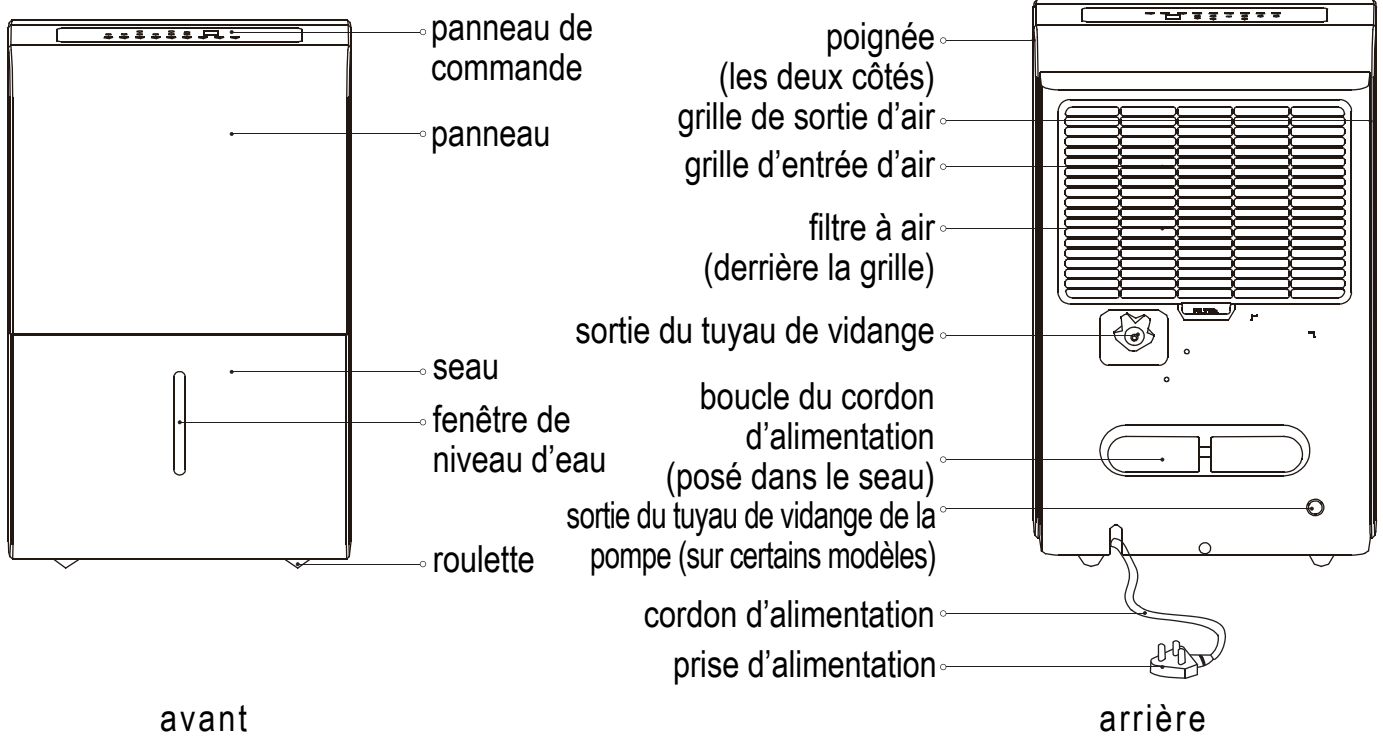 panneau de
commande
panneau
seau
fenêtre de
niveau d’eau
roulette
avant
poignée
(les deux côtés)
grille de sortie d’air
grille d’entrée d’air
filtre à air
(derrière la grille)
sortie du tuyau de vidange
boucle du cordon
d’alimentation
(posé dans le seau)
sortie du tuyau de vidange de la
pompe (sur certains modèles)
cordon d’alimentation
prise d’alimentation
FILTER
arrière